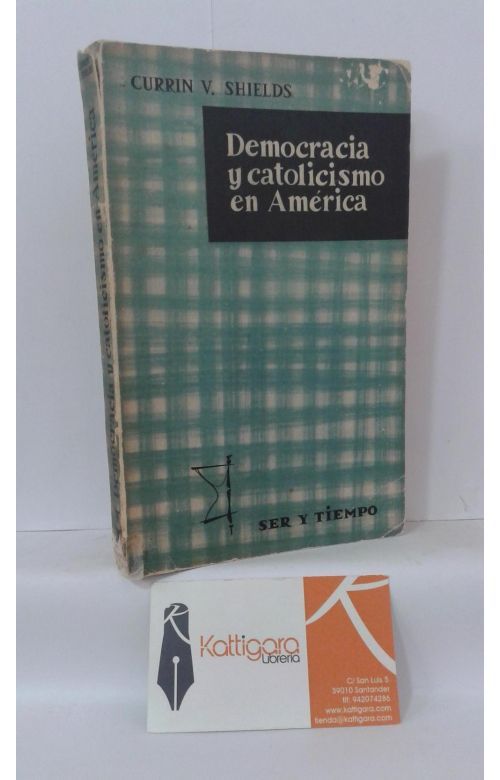 CURRIN V. SHIELDS
Democracia
y catolicismo
en América
SER Y TIEMPO
Democracia y catolicismo en América
Kattigara
Librería
C/ San Luis 5
39010 Santander
tlf: 942074286
www.kattigara.com
tienda@kattigara.com